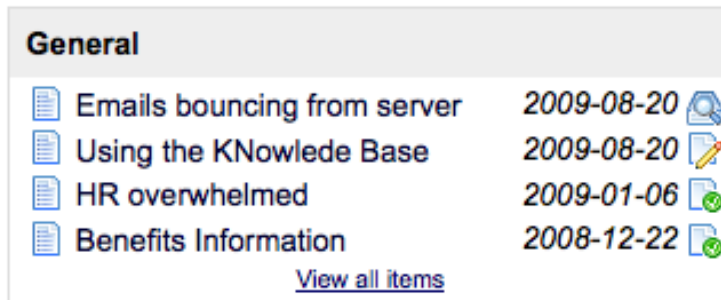 General
Emails bouncing from server 2009-08-20
Using the KNowlede Base 2009-08-20
HR overwhelmed 2009-01-06
Benefits Information 2008-12-22
View all items